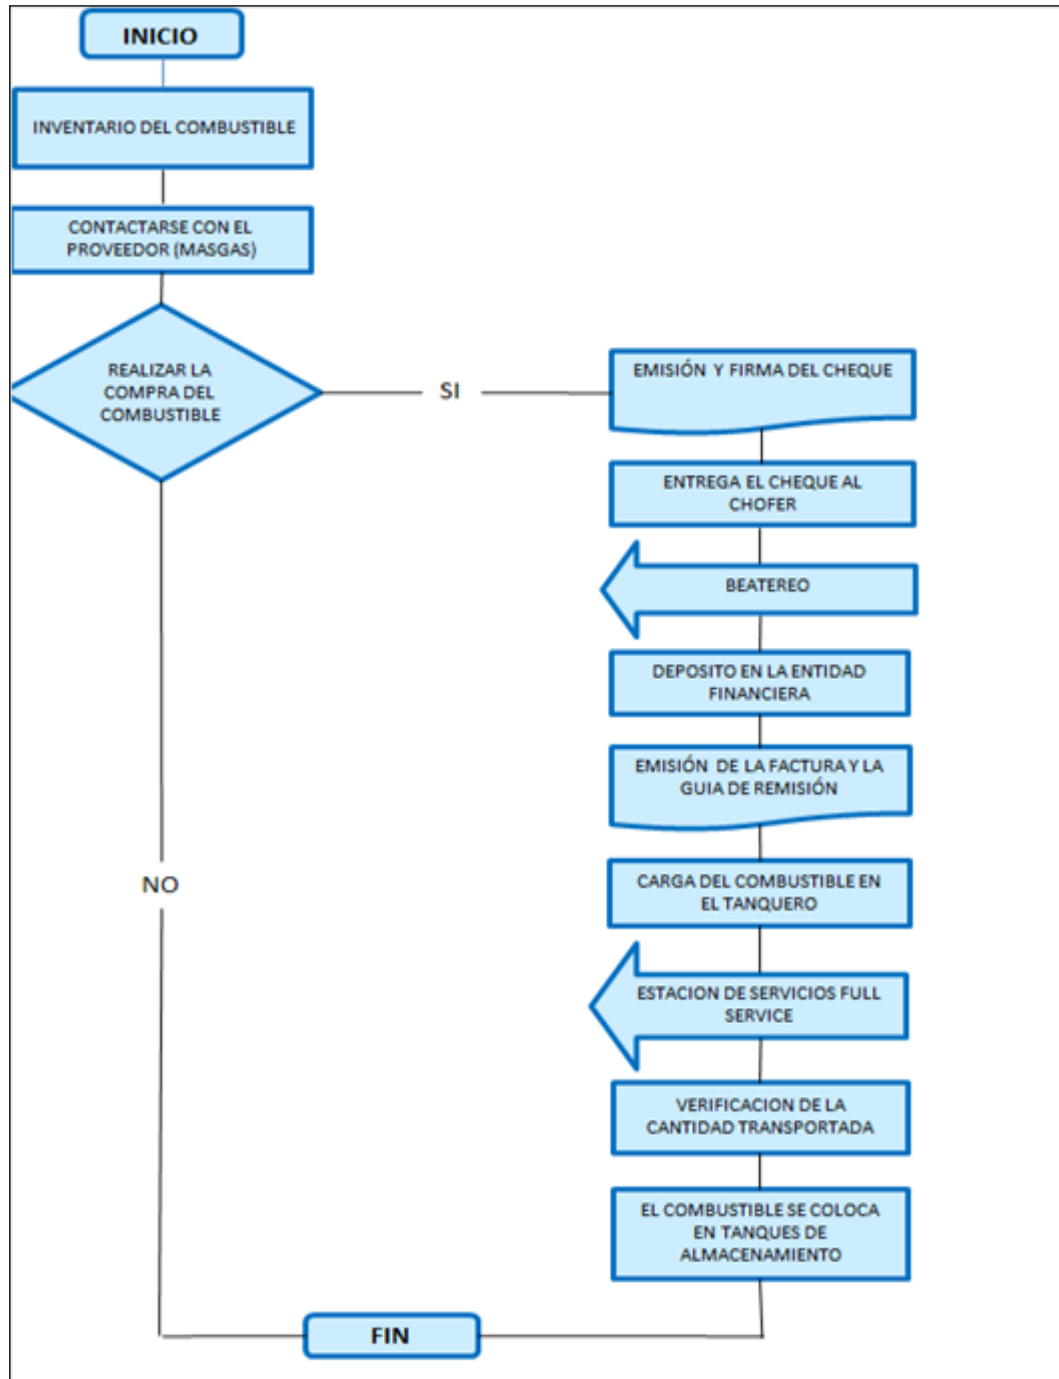 INICIO
INVENTARIO DEL COMBUSTIBLE
CONTACTARSE CON EL
PROVEEDOR (MASGAS)
REALIZAR LA
COMPRA DEL
COMBUSTIBLE
SI
EMISIÓN Y FIRMA DEL CHEQUE
ENTREGA EL CHEQUE AL
CHOFER
BEATEREO
DEPOSITO EN LA ENTIDAD
FINANCIERA
EMISIÓN DE LA FACTURA Y LA
GUIA DE REMISIÓN
CARGA DEL COMBUSTIBLE EN
EL TANQUERO
ESTACION DE SERVICIOS FULL
SERVICE
VERIFICACION DE LA
CANTIDAD TRANSPORTADA
EL COMBUSTIBLE SE COLOCA
EN TANQUES DE
ALMACENAMIENTO
NO
FIN